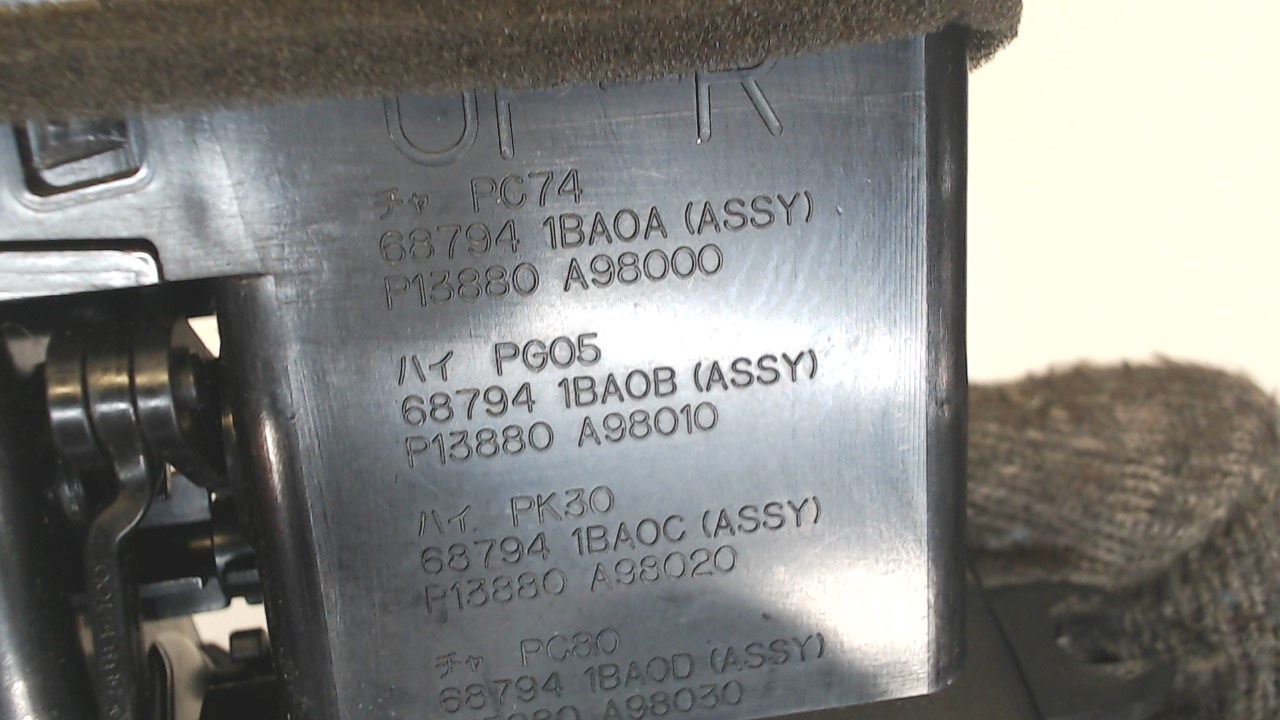 チャ PC74
68794 1BA0A (ASSY)
P13880 A98000
ハイ PG05
68794 1BA0B (ASSY)
P13880 A98010
ハイ PK30
68794 1BA0C (ASSY)
P13880 A98020
チャ PC80
68794 1BA0D (ASSY)
A98030